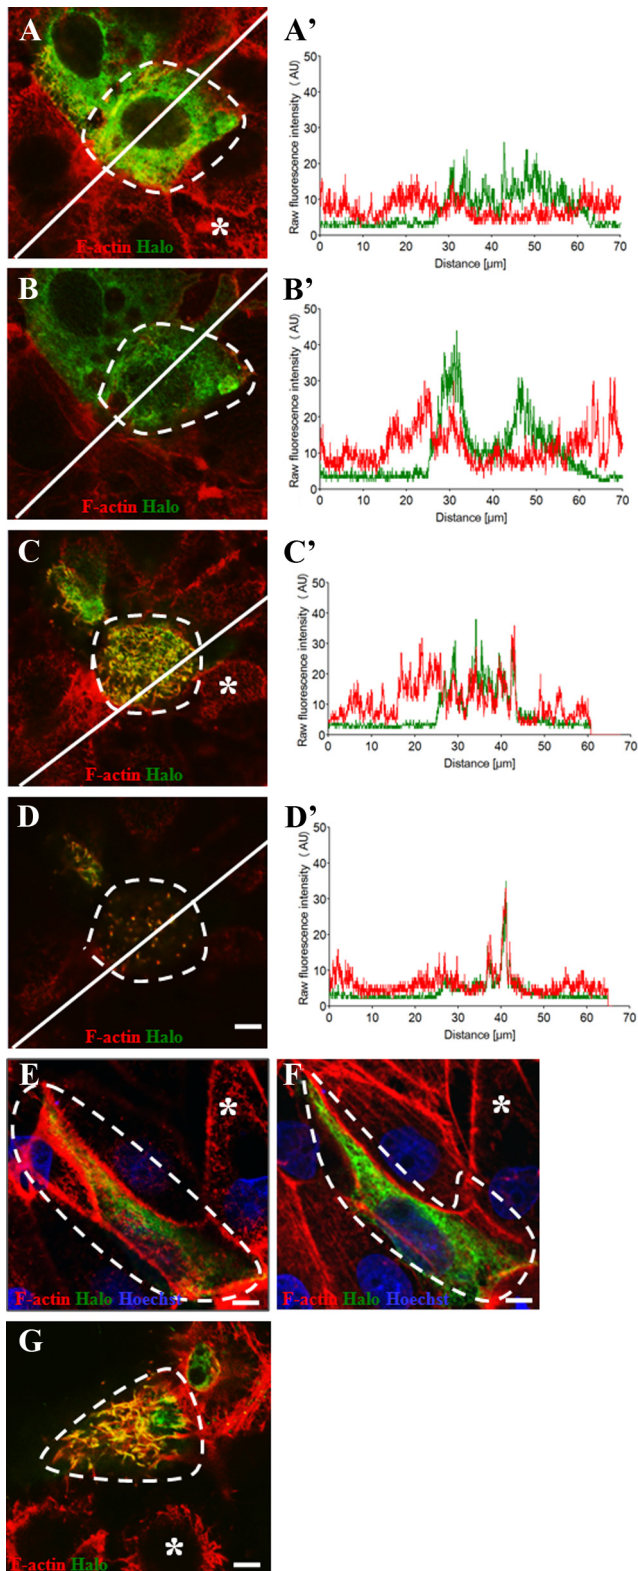 A
F-actin Halo
A'
Raw fluorescence intensity ( AU)
50
40
30
20
10
0
0 10 20 30 40 50 60 70
Distance [µm]
B
F-actin Halo
B'
Raw fluorescence intensity ( AU)
50
40
30
20
10
0
0 10 20 30 40 50 60 70
Distance [µm]
C
*
F-actin Halo
C'
Raw fluorescence intensity ( AU)
50
40
30
20
10
0
0 10 20 30 40 50 60 70
Distance [µm]
D
F-actin Halo
D'
Raw fluorescence intensity ( AU)
50
40
30
20
10
0
0 10 20 30 40 50 60 70
Distance [µm]
E
*
F-actin Halo Hoechst
F
*
F-actin Halo Hoechst
G
*
F-actin Halo